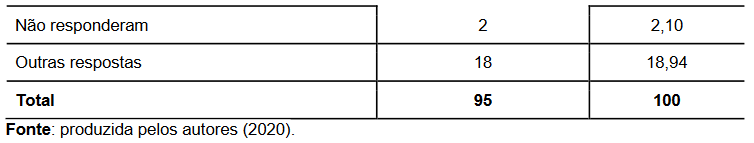 Não responderam 2 2,10
Outras respostas 18 18,94
Total 95 100
Fonte: produzida pelos autores (2020).